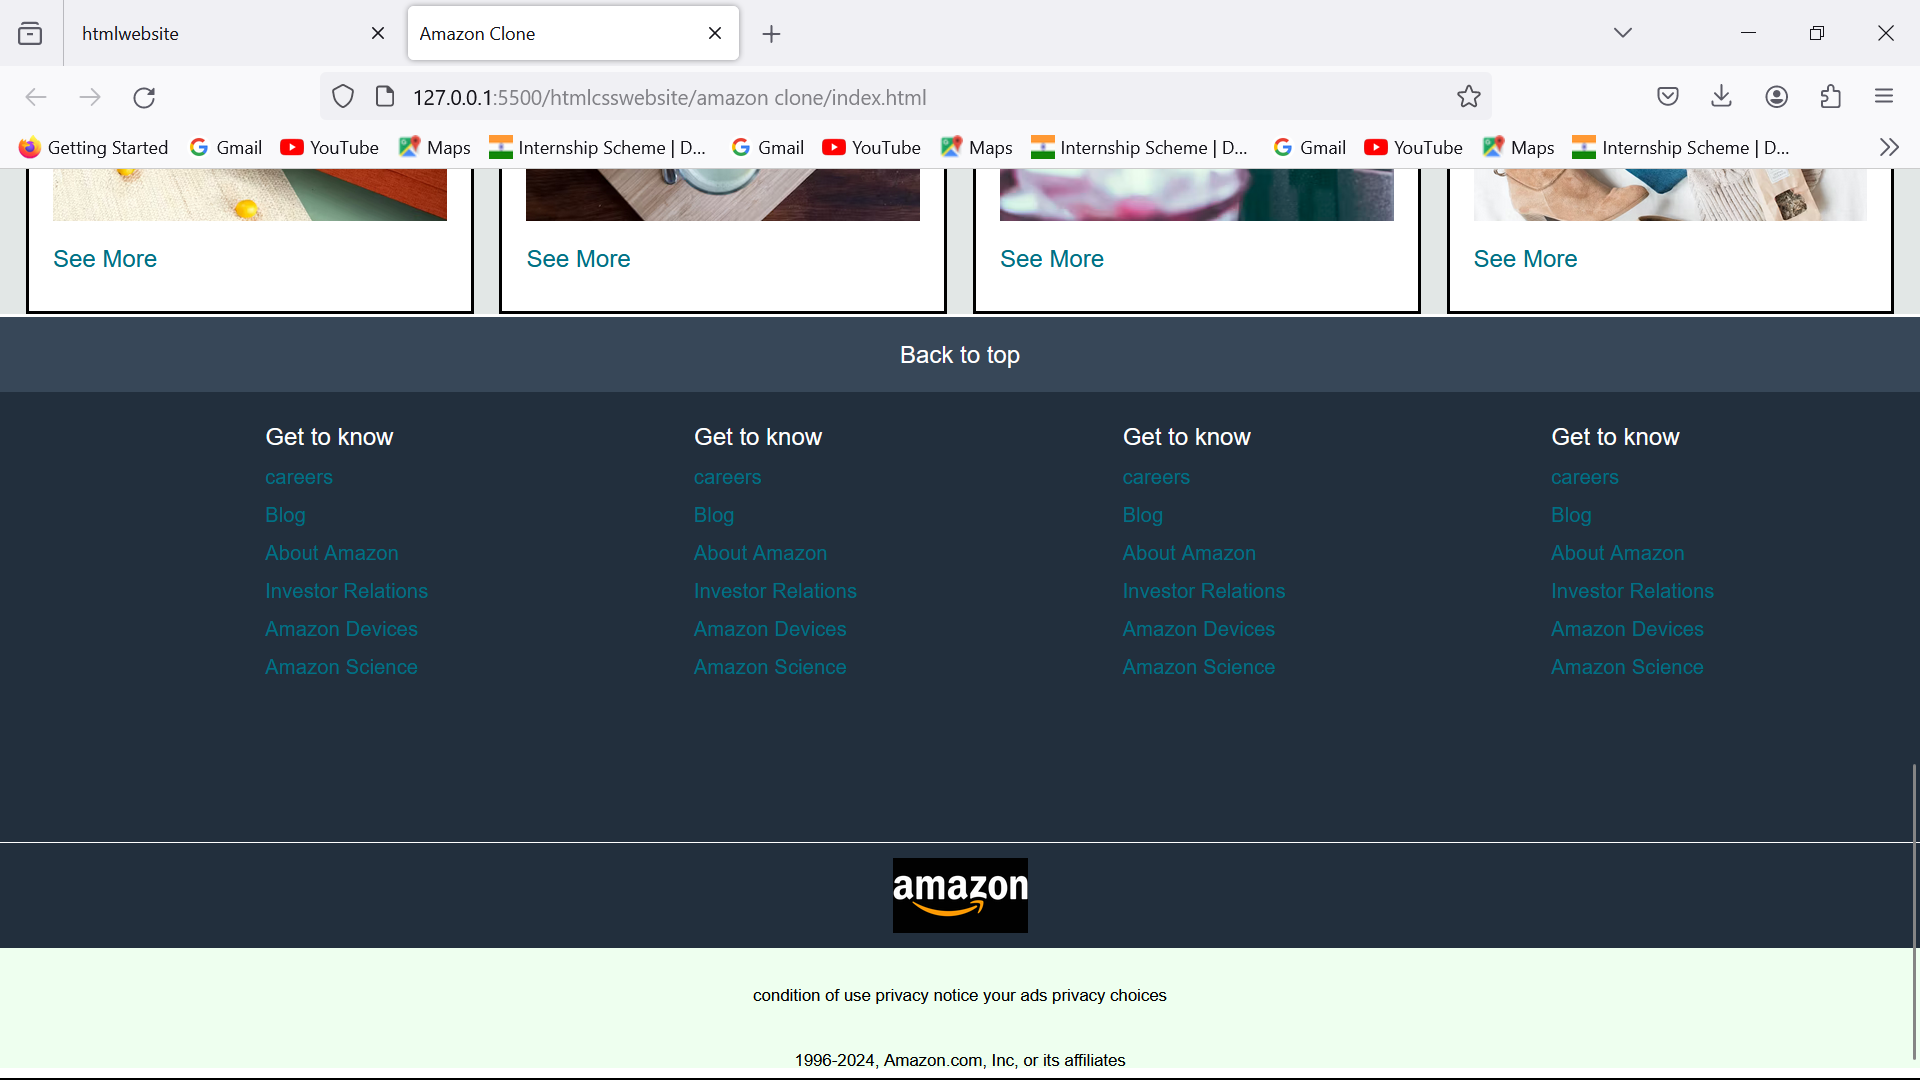 htmlwebsite
Amazon Clone
127.0.0.1:5500/htmlcsswebsite/amazon clone/index.html
Getting Started Gmail YouTube Maps Internship Scheme | D... Gmail YouTube Maps Internship Scheme | D... Gmail YouTube Maps Internship Scheme | D...
See More See More See More See More
Back to top
Get to know Get to know Get to know Get to know
careers careers careers careers
Blog Blog Blog Blog
About Amazon About Amazon About Amazon About Amazon
Investor Relations Investor Relations Investor Relations Investor Relations
Amazon Devices Amazon Devices Amazon Devices Amazon Devices
Amazon Science Amazon Science Amazon Science Amazon Science
amazon
condition of use privacy notice your ads privacy choices
1996-2024, Amazon.com, Inc, or its affiliates